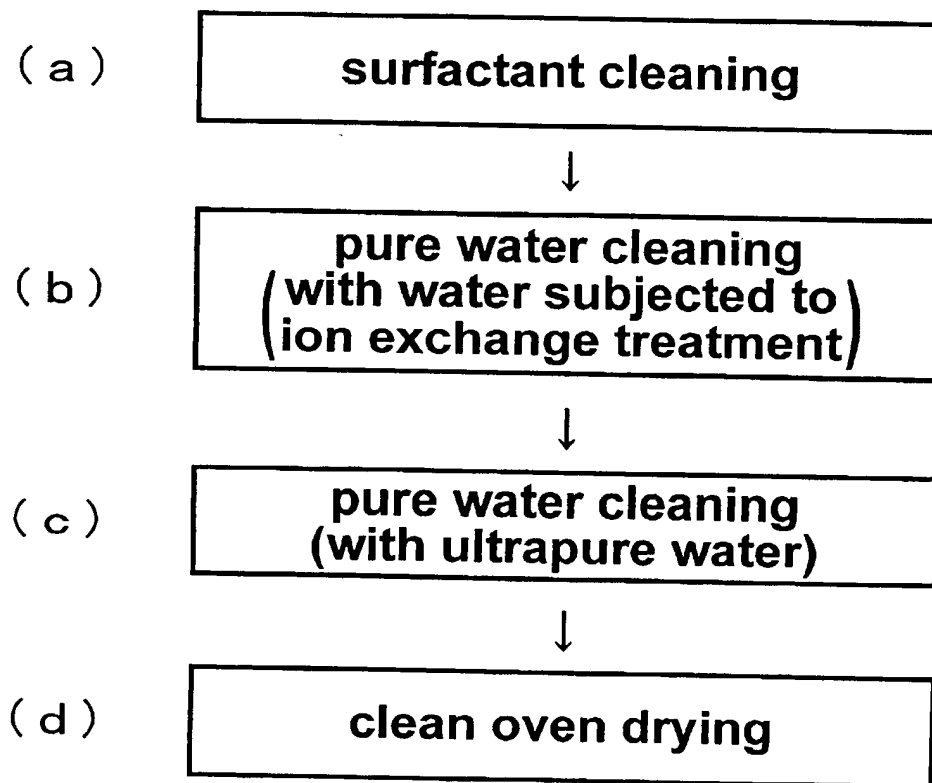 (a) surfactant cleaning
↓
pure water cleaning
(b) (with water subjected to
ion exchange treatment)
↓
(c) pure water cleaning
(with ultrapure water)
↓
(d) clean oven drying